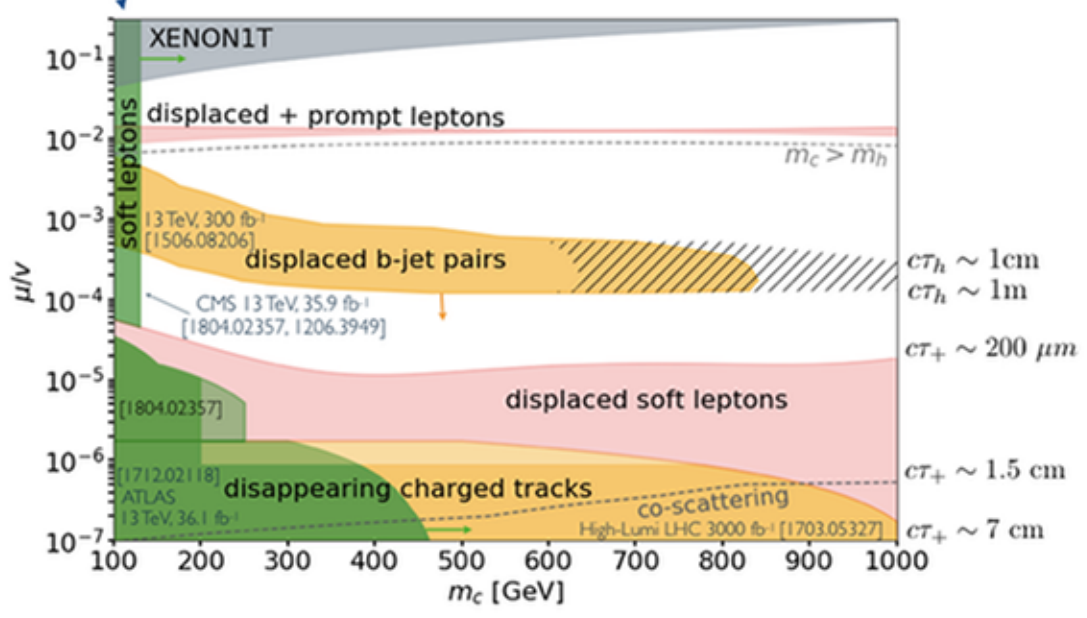 XENON1T
10⁻¹
displaced + prompt leptons
10⁻²
m_c > m_h
soft leptons
10⁻³
13 TeV, 300 fb⁻¹
[1506.08206]
displaced b-jet pairs
cτ_h ∼ 1cm
μ/v
10⁻⁴
cτ_h ∼ 1m
CMS 13 TeV, 35.9 fb⁻¹
[1804.02357, 1206.3949]
cτ₊ ∼ 200 μm
10⁻⁵
displaced soft leptons
[1804.02357]
10⁻⁶
cτ₊ ∼ 1.5 cm
[1712.02118]
ATLAS
13 TeV, 36.1 fb⁻¹
disappearing charged tracks
co-scattering
High-Lumi LHC 3000 fb⁻¹ [1703.05327]
cτ₊ ∼ 7 cm
10⁻⁷
100 200 300 400 500 600 700 800 900 1000
m_c [GeV]